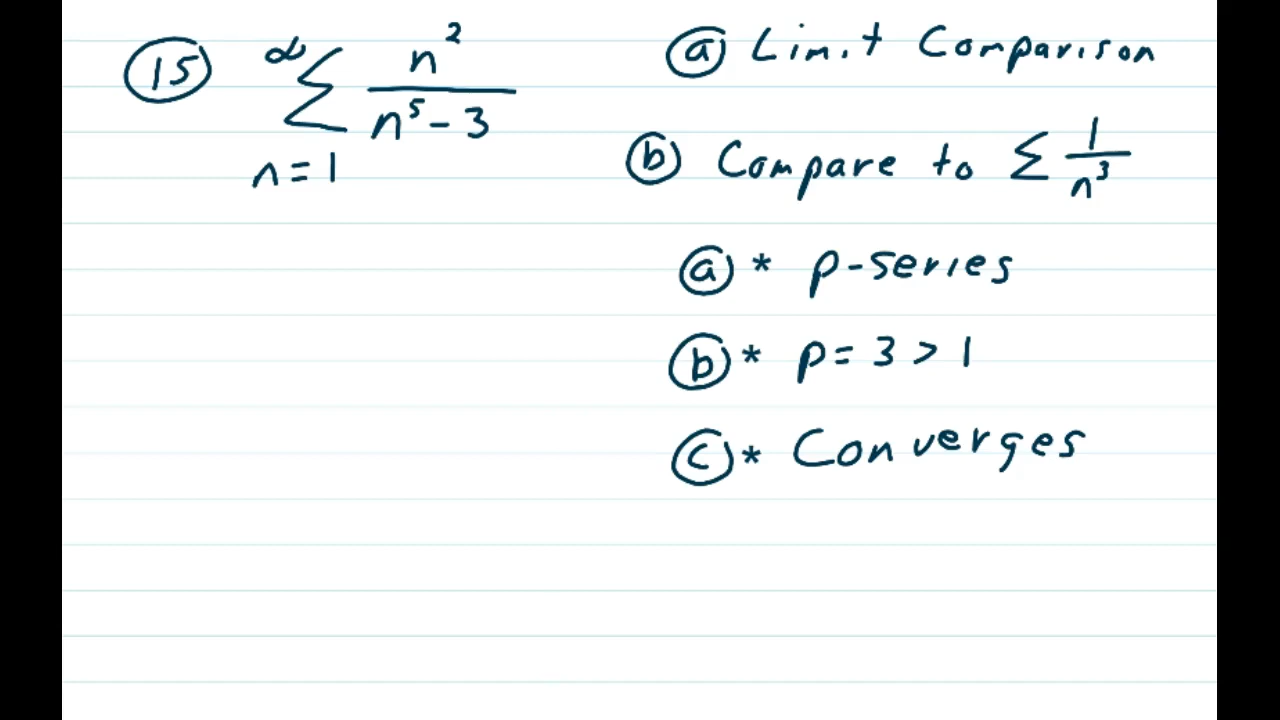 15 ∞ Σ n=1 n² / n⁵ - 3
a Limit Comparison
b Compare to Σ 1/n³
a * p-series
b * p = 3 > 1
c * Converges